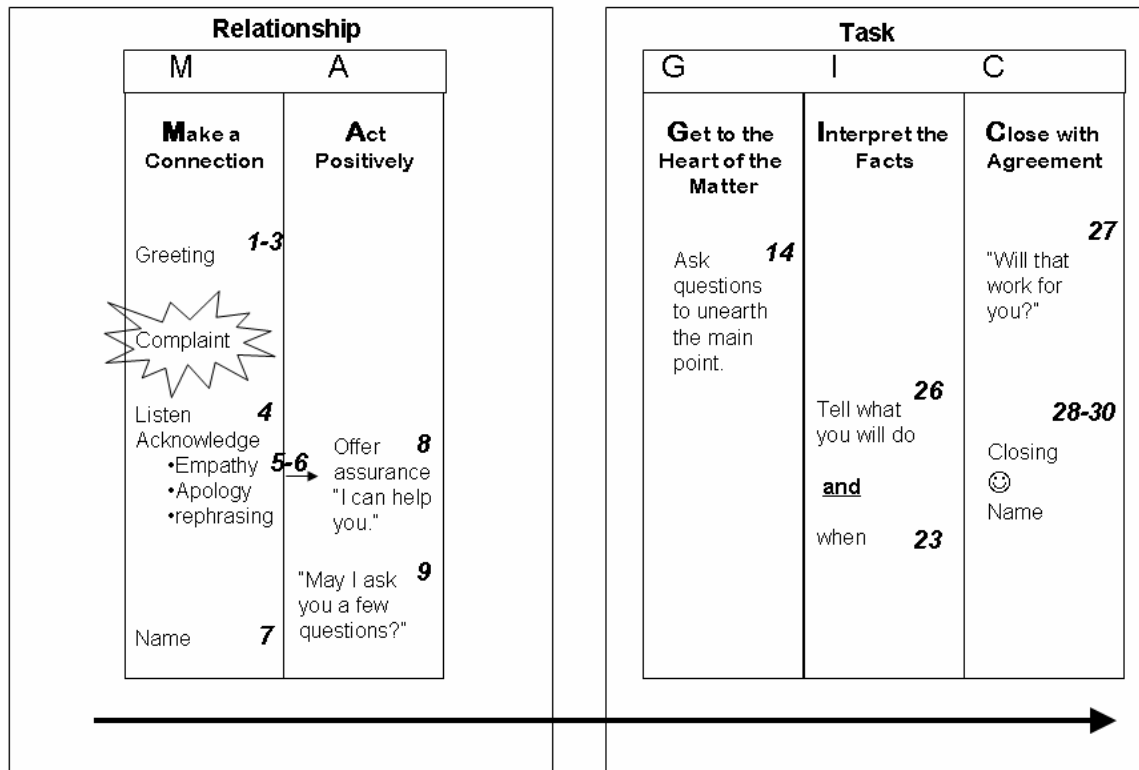 Relationship
M A
Make a
Connection
Act
Positively
1-3
Greeting
Complaint
Listen 4
Acknowledge
•Empathy 5-6
•Apology
•rephrasing
Name 7
Offer 8
assurance
"I can help
you."
"May I ask 9
you a few
questions?"
Task
G I C
Get to the
Heart of the
Matter
Interpret the
Facts
Close with
Agreement
Ask 14
questions
to unearth
the main
point.
26
Tell what
you will do
and
when 23
27
"Will that
work for
you?"
28-30
Closing
☺
Name